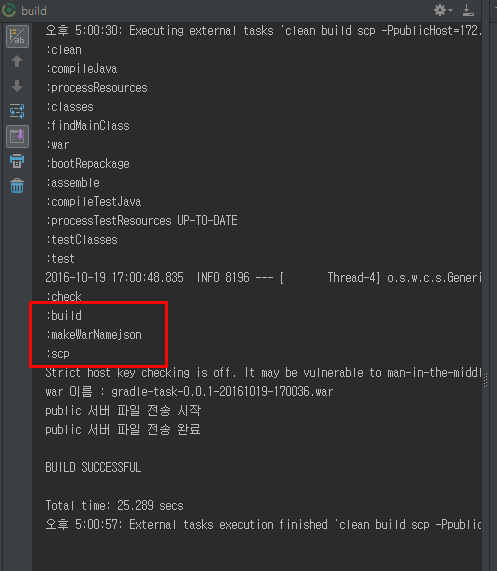 build
오후 5:00:30: Executing external tasks 'clean build scp -PpublicHost=172.
:clean
:compileJava
:processResources
:classes
:findMainClass
:war
:bootRepackage
:assemble
:compileTestJava
:processTestResources UP-TO-DATE
:testClasses
:test
2016-10-19 17:00:48.835  INFO 8196 --- [       Thread-4] o.s.w.c.s.Generi
:check
:build
:makeWarNamejson
:scp
Strict host key checking is off. It may be vulnerable to man-in-the-middl
war 이름 : gradle-task-0.0.1-20161019-170036.war
public 서버 파일 전송 시작
public 서버 파일 전송 완료
BUILD SUCCESSFUL
Total time: 25.289 secs
오후 5:00:57: External tasks execution finished 'clean build scp -Ppublic